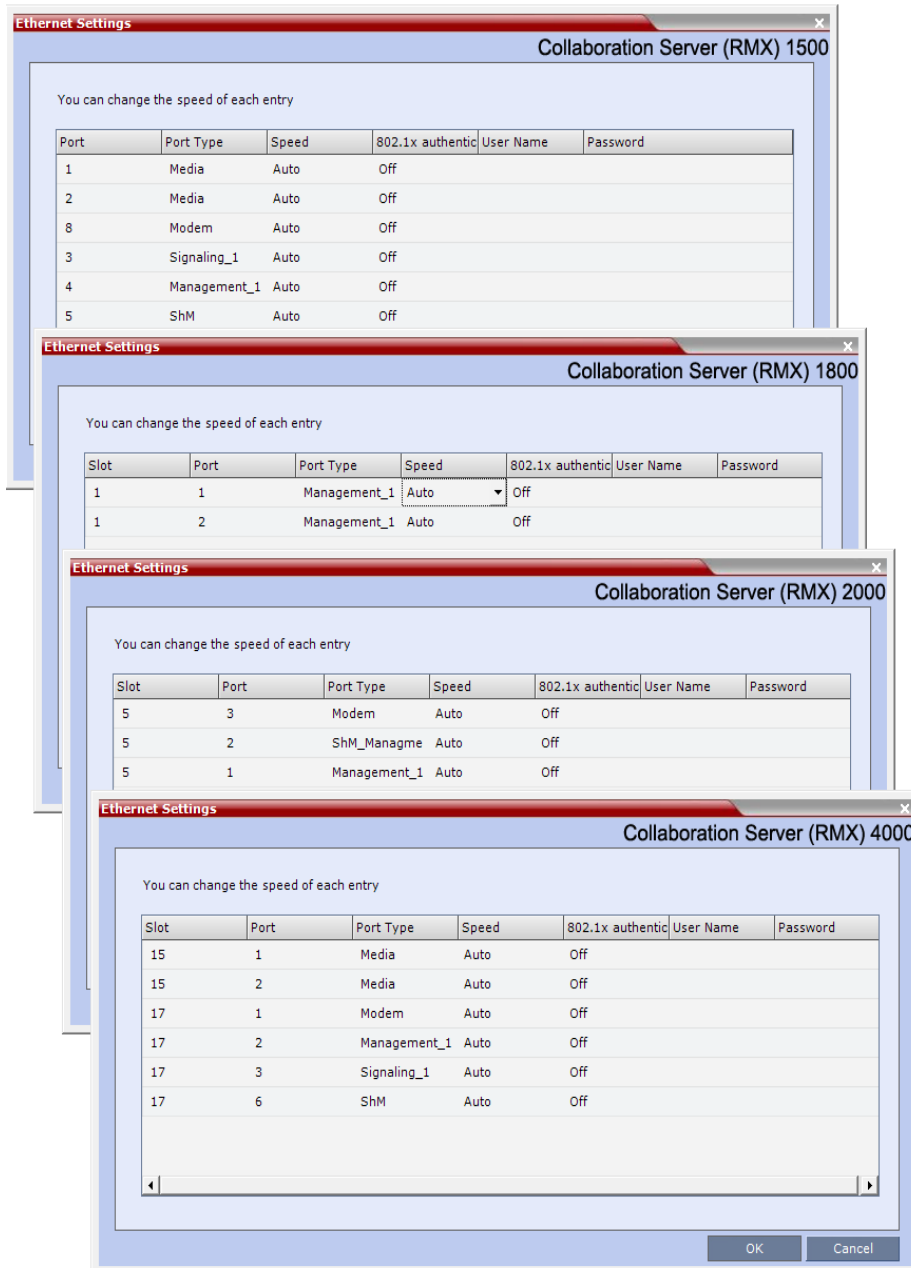 Ethernet Settings
Collaboration Server (RMX) 1500
You can change the speed of each entry
Port Port Type Speed 802.1x authentic User Name Password
1 Media Auto Off
2 Media Auto Off
8 Modem Auto Off
3 Signaling_1 Auto Off
4 Management_1 Auto Off
5 ShM Auto Off
Ethernet Settings
Collaboration Server (RMX) 1800
You can change the speed of each entry
Slot Port Port Type Speed 802.1x authentic User Name Password
1 1 Management_1 Auto Off
1 2 Management_1 Auto Off
Ethernet Settings
Collaboration Server (RMX) 2000
You can change the speed of each entry
Slot Port Port Type Speed 802.1x authentic User Name Password
5 3 Modem Auto Off
5 2 ShM_Managme Auto Off
5 1 Management_1 Auto Off
Ethernet Settings
Collaboration Server (RMX) 4000
You can change the speed of each entry
Slot Port Port Type Speed 802.1x authentic User Name Password
15 1 Media Auto Off
15 2 Media Auto Off
17 1 Modem Auto Off
17 2 Management_1 Auto Off
17 3 Signaling_1 Auto Off
17 6 ShM Auto Off
OK Cancel